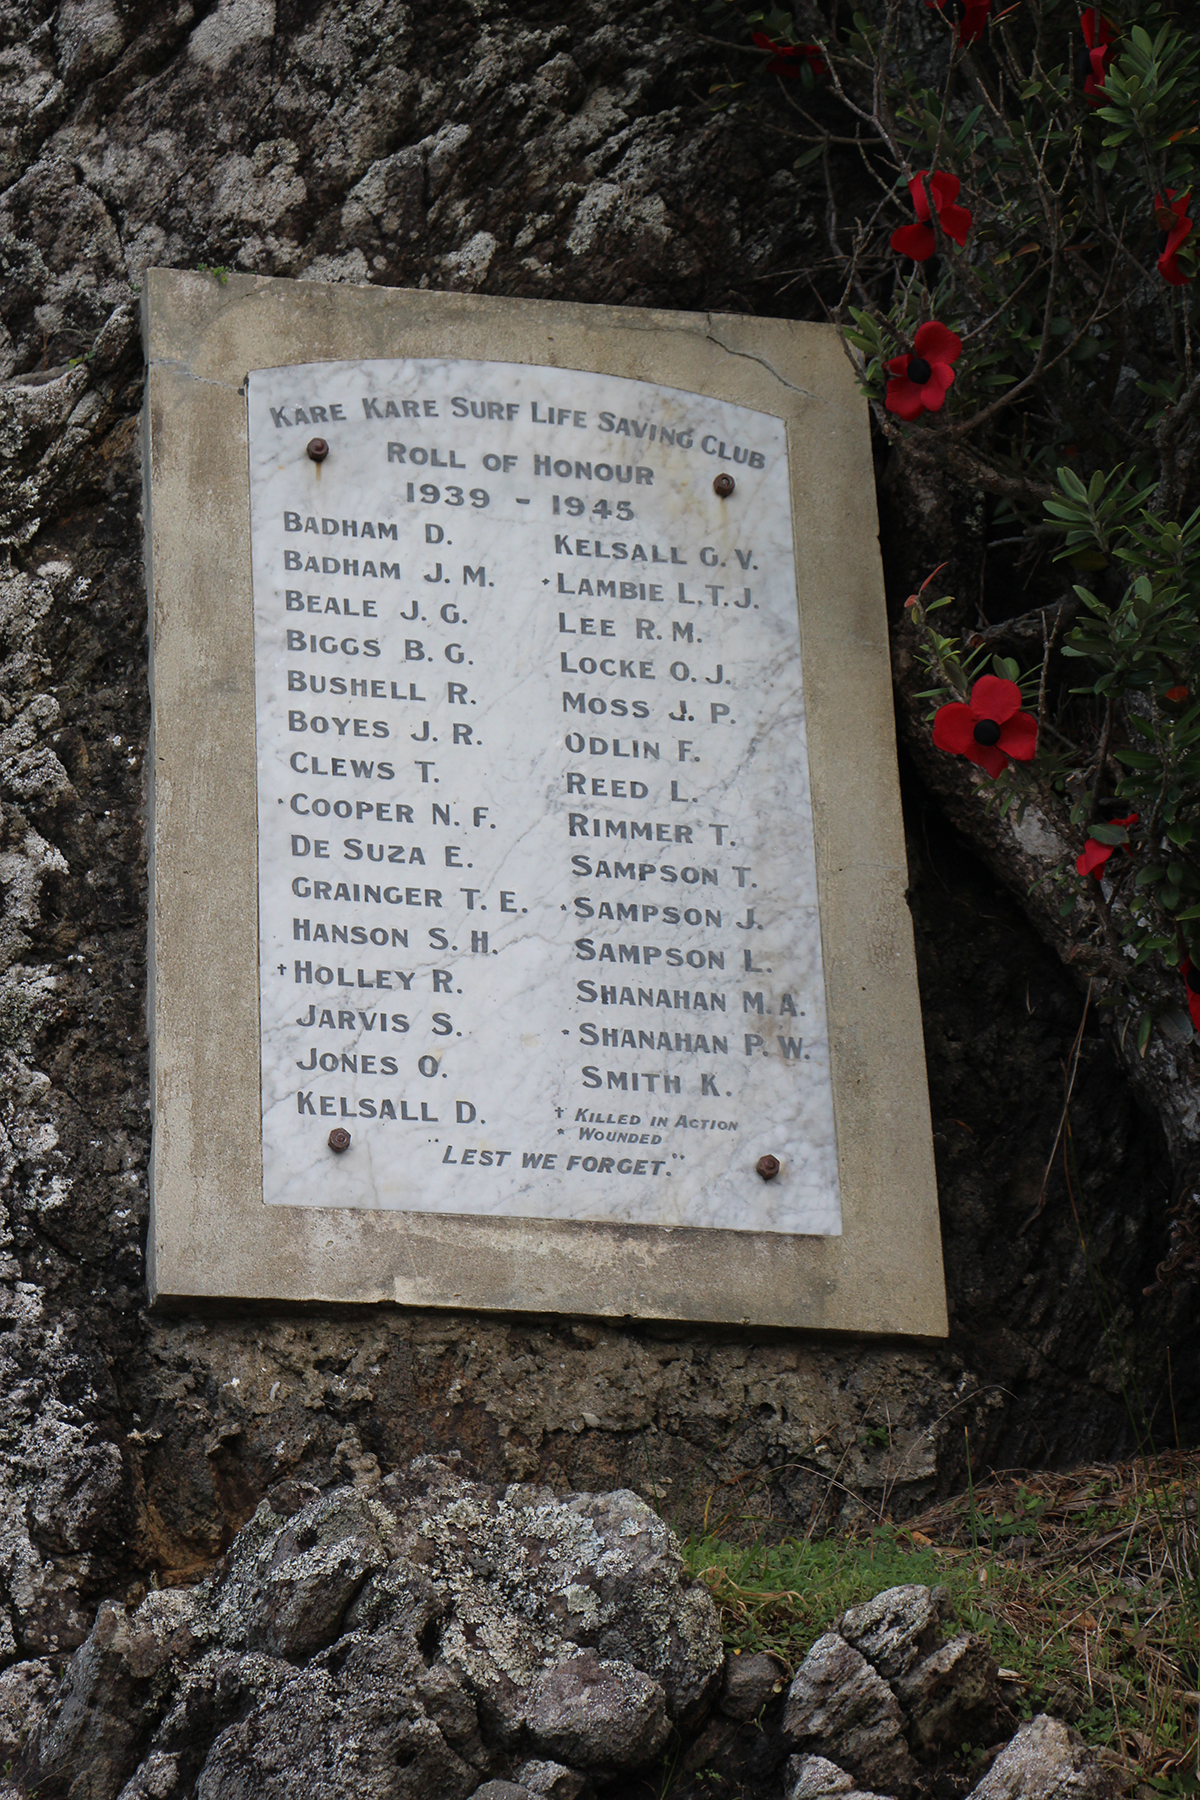 KARE KARE SURF LIFE SAVING CLUB
ROLL OF HONOUR
1939 - 1945
BADHAM D.
BADHAM J. M.
BEALE J. G.
BIGGS B. G.
BUSHELL R.
BOYES J. R.
CLEWS T.
* COOPER N. F.
DE SUZA E.
GRAINGER T. E.
HANSON S. H.
† HOLLEY R.
JARVIS S.
JONES O.
KELSALL D.
KELSALL G. V.
* LAMBIE L. T. J.
LEE R. M.
LOCKE O. J.
MOSS J. P.
ODLIN F.
REED L.
RIMMER T.
SAMPSON T.
* SAMPSON J.
SAMPSON L.
SHANAHAN M. A.
* SHANAHAN P. W.
SMITH K.
† KILLED IN ACTION
* WOUNDED
"LEST WE FORGET."